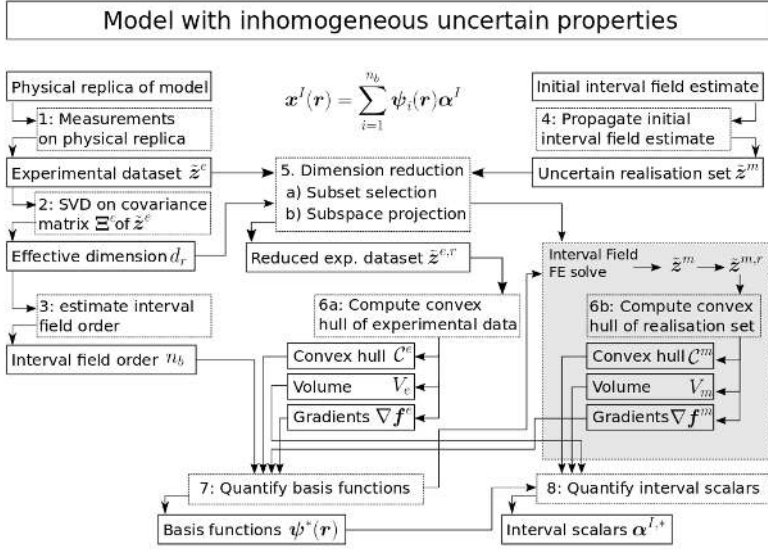 Model with inhomogeneous uncertain properties
Physical replica of model
x^I(r) = \sum_{i=1}^{n_b} ψ_i(r)α^I
Initial interval field estimate
1: Measurements
on physical replica
4: Propagate initial
interval field estimate
Experimental dataset z̃^e
5. Dimension reduction
a) Subset selection
b) Subspace projection
Uncertain realisation set z̃^m
2: SVD on covariance
matrix Ξ^e of z̃^e
Effective dimension d_r
Reduced exp. dataset z̃^{e,r}
Interval Field
FE solve
z̃^m
z̃^{m,r}
3: estimate interval
field order
6a: Compute convex
hull of experimental data
6b: Compute convex
hull of realisation set
Interval field order n_b
Convex hull C^e
Volume V_e
Gradients ∇f^e
Convex hull C^m
Volume V_m
Gradients ∇f^m
7: Quantify basis functions
8: Quantify interval scalars
Basis functions ψ^*(r)
Interval scalars α^{I,*}